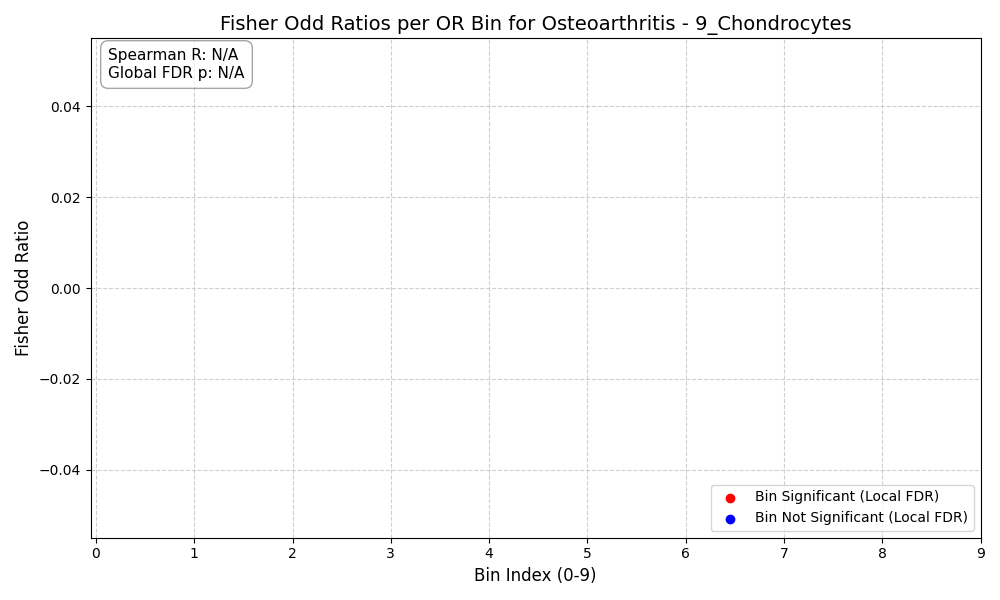 Fisher Odd Ratios per OR Bin for Osteoarthritis - 9_Chondrocytes
Spearman R: N/A
Global FDR p: N/A
0.04
0.02
0.00
−0.02
−0.04
Fisher Odd Ratio
Bin Significant (Local FDR)
Bin Not Significant (Local FDR)
0 1 2 3 4 5 6 7 8 9
Bin Index (0-9)